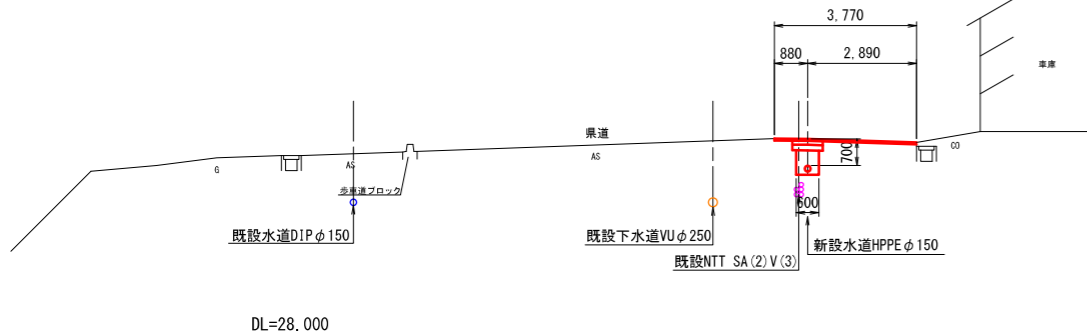 3,770
880
2,890
車庫
県道
AS
CO
G
AS
700
歩車道ブロック
600
既設水道DIPφ150
既設下水道VUφ250
新設水道HPPEφ150
既設NTT SA(2)V(3)
DL=28.000